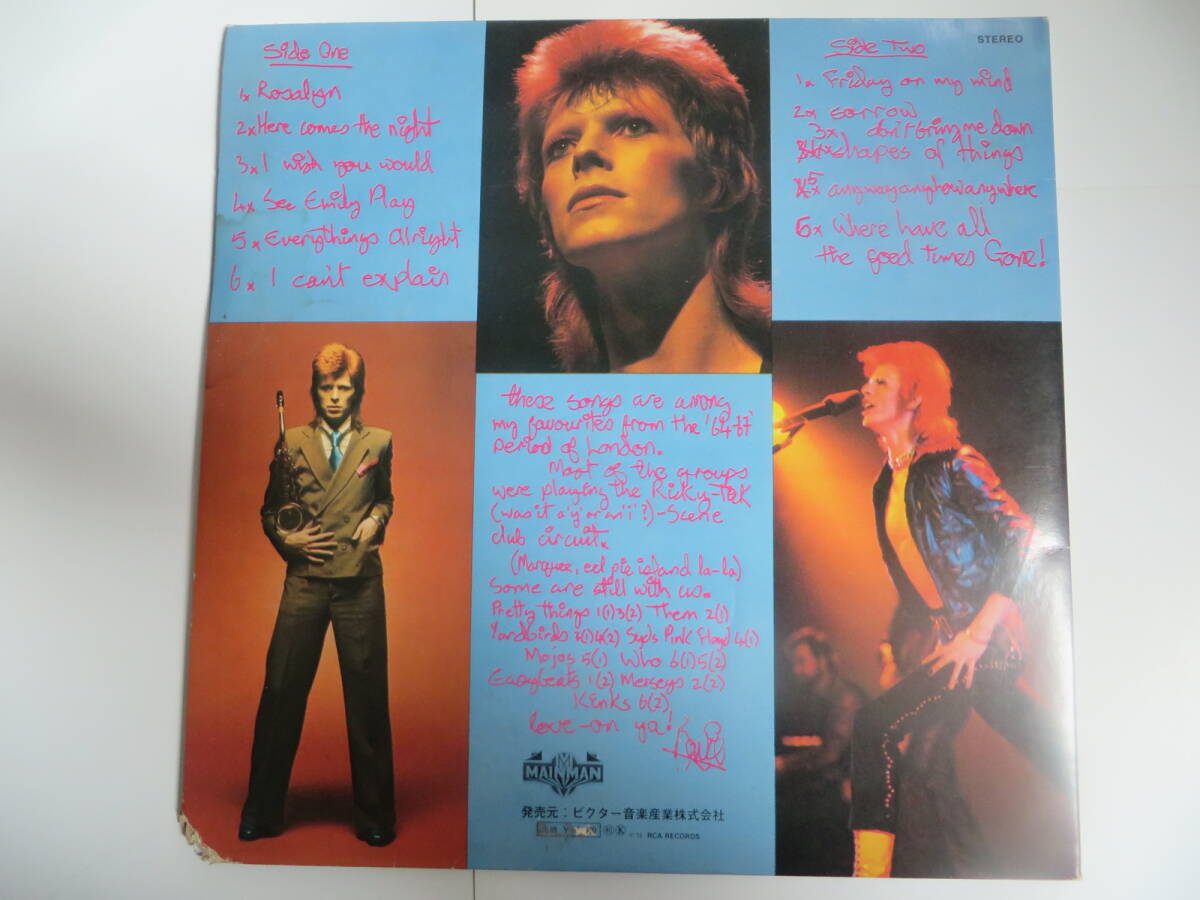 Side One
1x Rosalyn
2x Here comes the night
3x I wish you would
4x See Emily Play
5x Everythings alright
6x I can't explain
STEREO
Side Two
1x Friday on my mind
2x sorrow
3x don't bring me down
4x shapes of things
5x anyway anyhow anywhere
6x Where have all
the good times Gone!
these songs are among
my favourites from the '64-67'
period of London.
Most of the groups
were playing the Ricky-Tick
(was it a 'y' or an 'i'?)-Scene
club circuit.
(Marquee, eel pie island la-la)
Some are still with us.
Pretty things 1(1)3(2) Them 2(1)
Yardbirds 3(1)4(2) Syd's Pink Floyd 4(1)
Mojos 5(1) Who 6(1)5(2)
Easybeats 1(2) Merseys 2(2)
Kinks 6(2)
love-on ya!
MAINMAN
発売元:ビクター音楽産業株式会社
RCA RECORDS